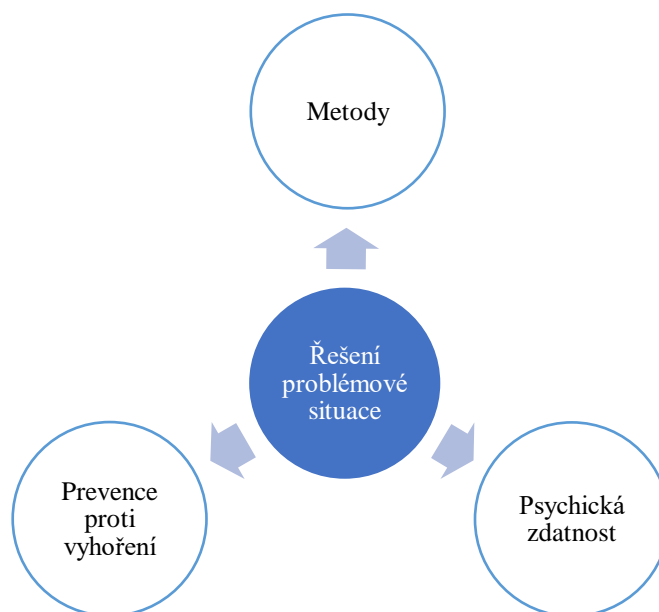 Metody
Řešení
problémové
situace
Prevence
proti
vyhoření
Psychická
zdatnost